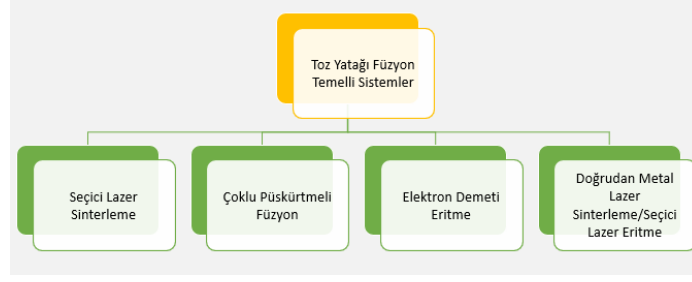 Toz Yatağı Füzyon
Temelli Sistemler
Seçici Lazer
Sinterleme
Çoklu Püskürtmeli
Füzyon
Elektron Demeti
Eritme
Doğrudan Metal
Lazer
Sinterleme/Seçici
Lazer Eritme